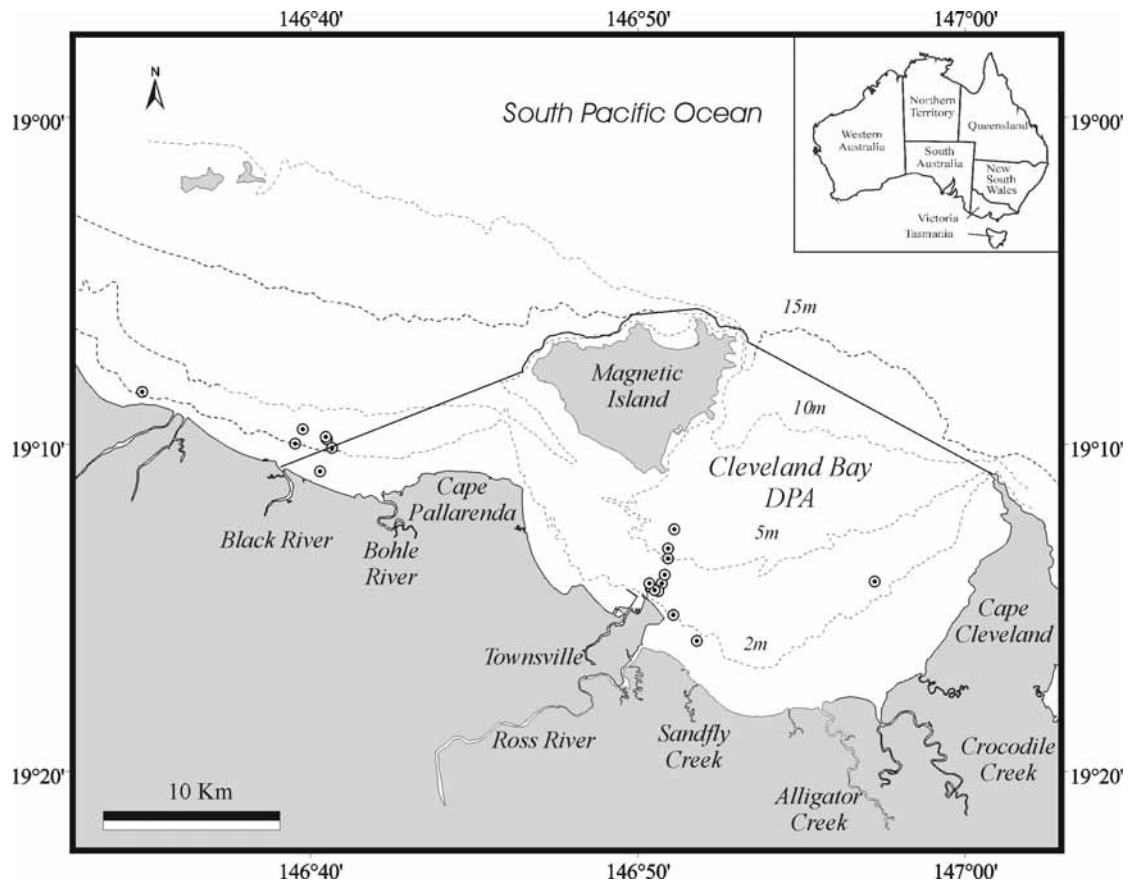 146°40'
146°50'
147°00'
N
19°00'
South Pacific Ocean
19°00'
Northern
Territory
Western
Australia
Queensland
South
Australia
New
South
Wales
Victoria
Tasmania
15m
Magnetic
Island
10m
19°10'
19°10'
Cleveland Bay
DPA
Cape
Pallarenda
Black River
Bohle
River
5m
Cape
Cleveland
Townsville
2m
Ross River
Sandfly
Creek
Crocodile
Creek
19°20'
19°20'
10 Km
Alligator
Creek
146°40'
146°50'
147°00'